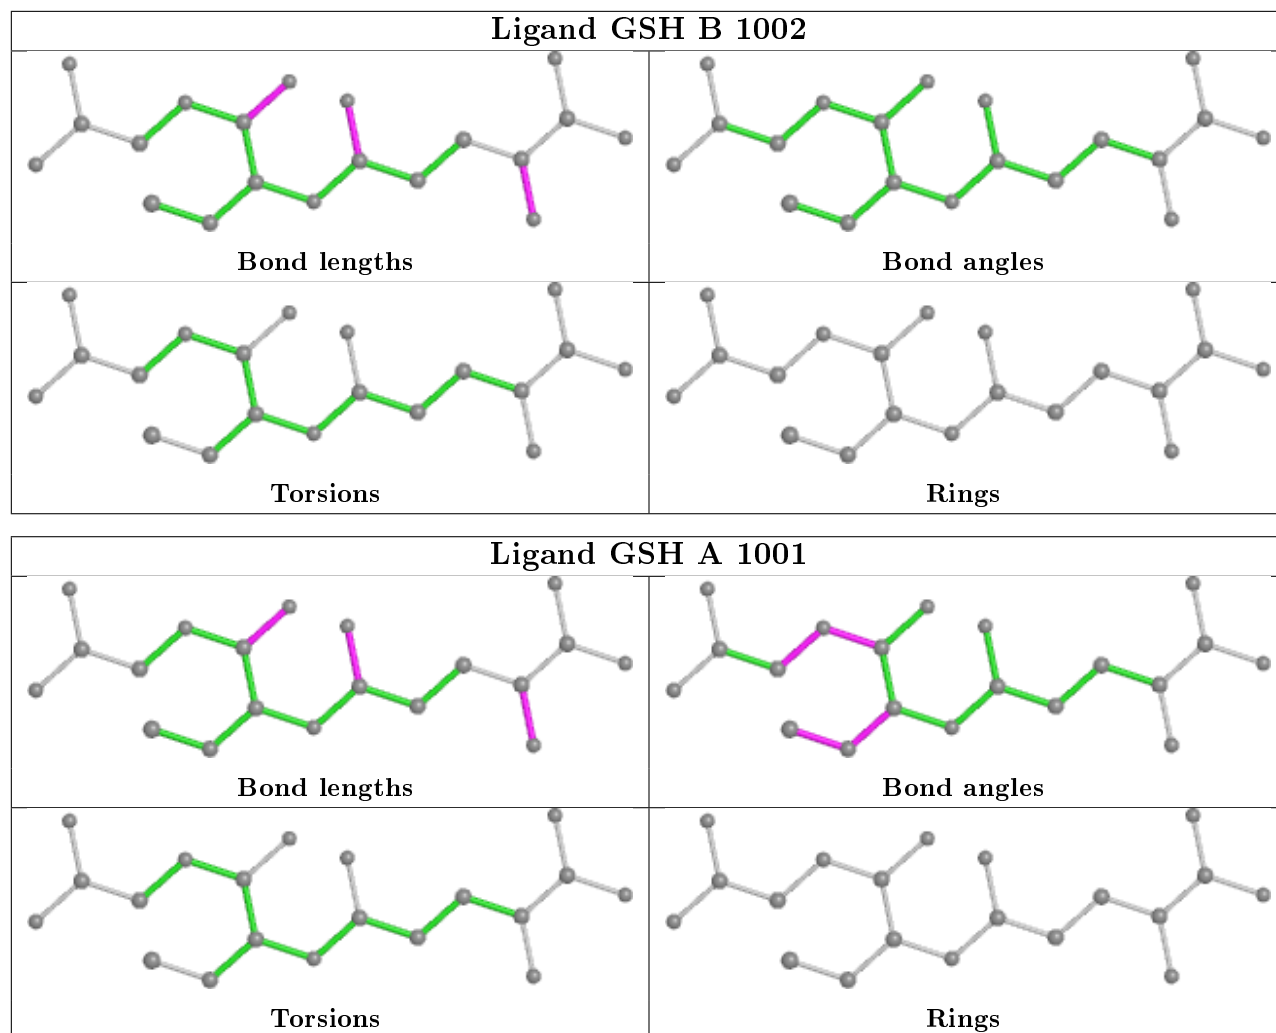 Ligand GSH B 1002
Bond lengths
Bond angles
Torsions
Rings
Ligand GSH A 1001
Bond lengths
Bond angles
Torsions
Rings